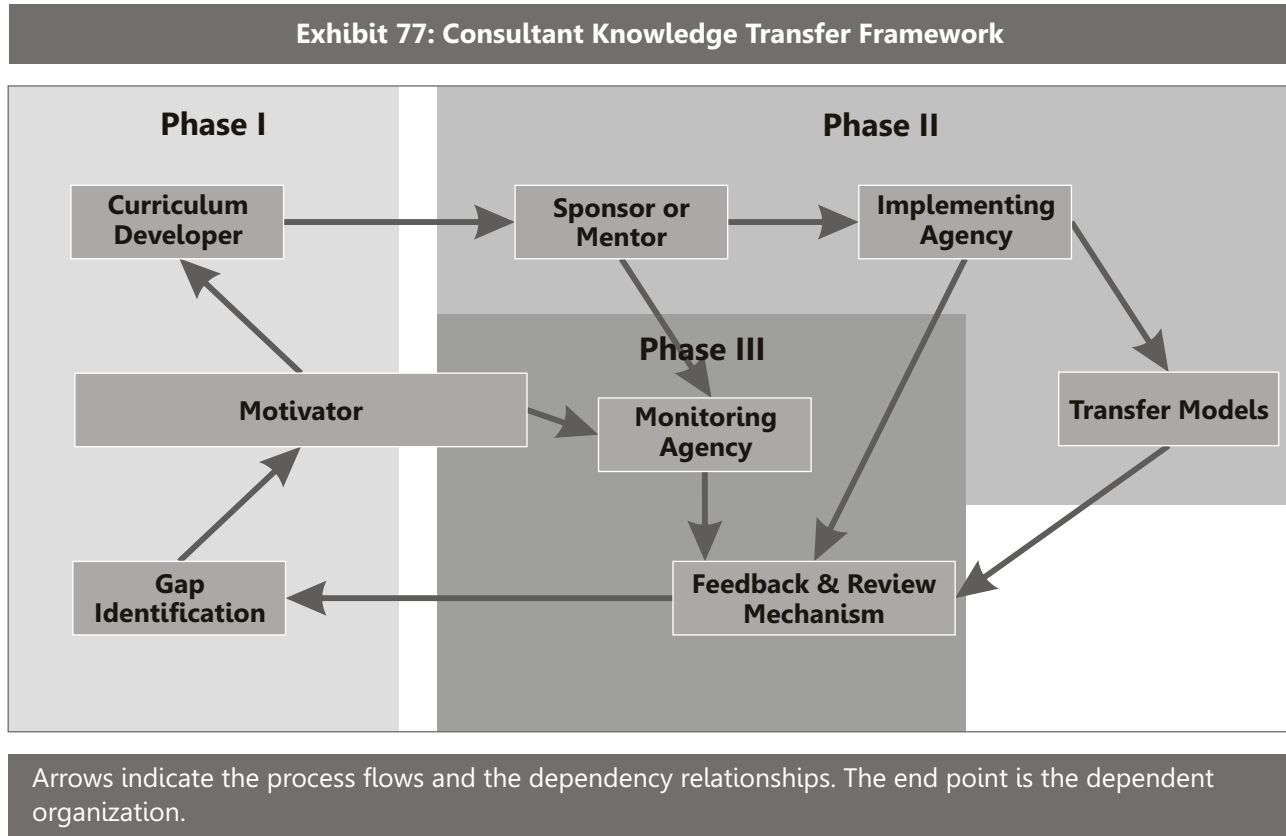 Exhibit 77: Consultant Knowledge Transfer Framework
Phase I
Phase II
Curriculum
Developer
Sponsor or
Mentor
Implementing
Agency
Phase III
Motivator
Monitoring
Agency
Transfer Models
Gap
Identification
Feedback & Review
Mechanism
Arrows indicate the process flows and the dependency relationships. The end point is the dependent
organization.